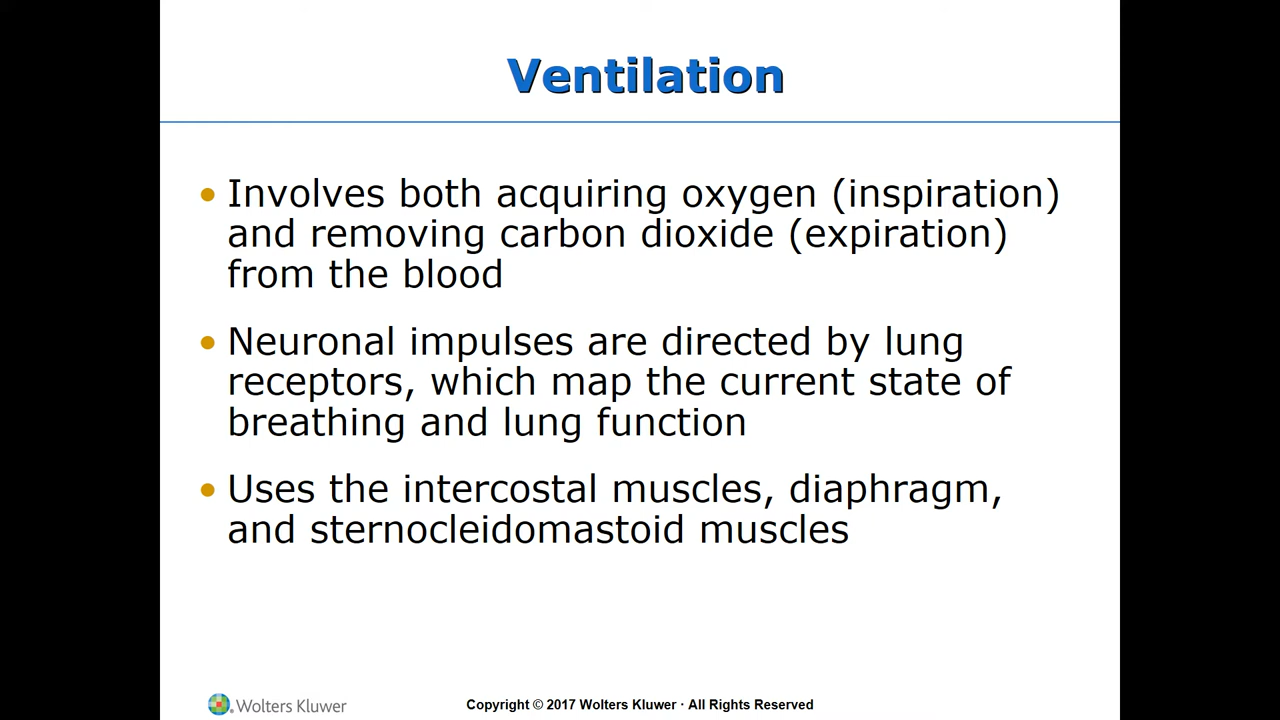 Ventilation
• Involves both acquiring oxygen (inspiration)
and removing carbon dioxide (expiration)
from the blood
• Neuronal impulses are directed by lung
receptors, which map the current state of
breathing and lung function
• Uses the intercostal muscles, diaphragm,
and sternocleidomastoid muscles
Wolters Kluwer
Copyright © 2017 Wolters Kluwer · All Rights Reserved